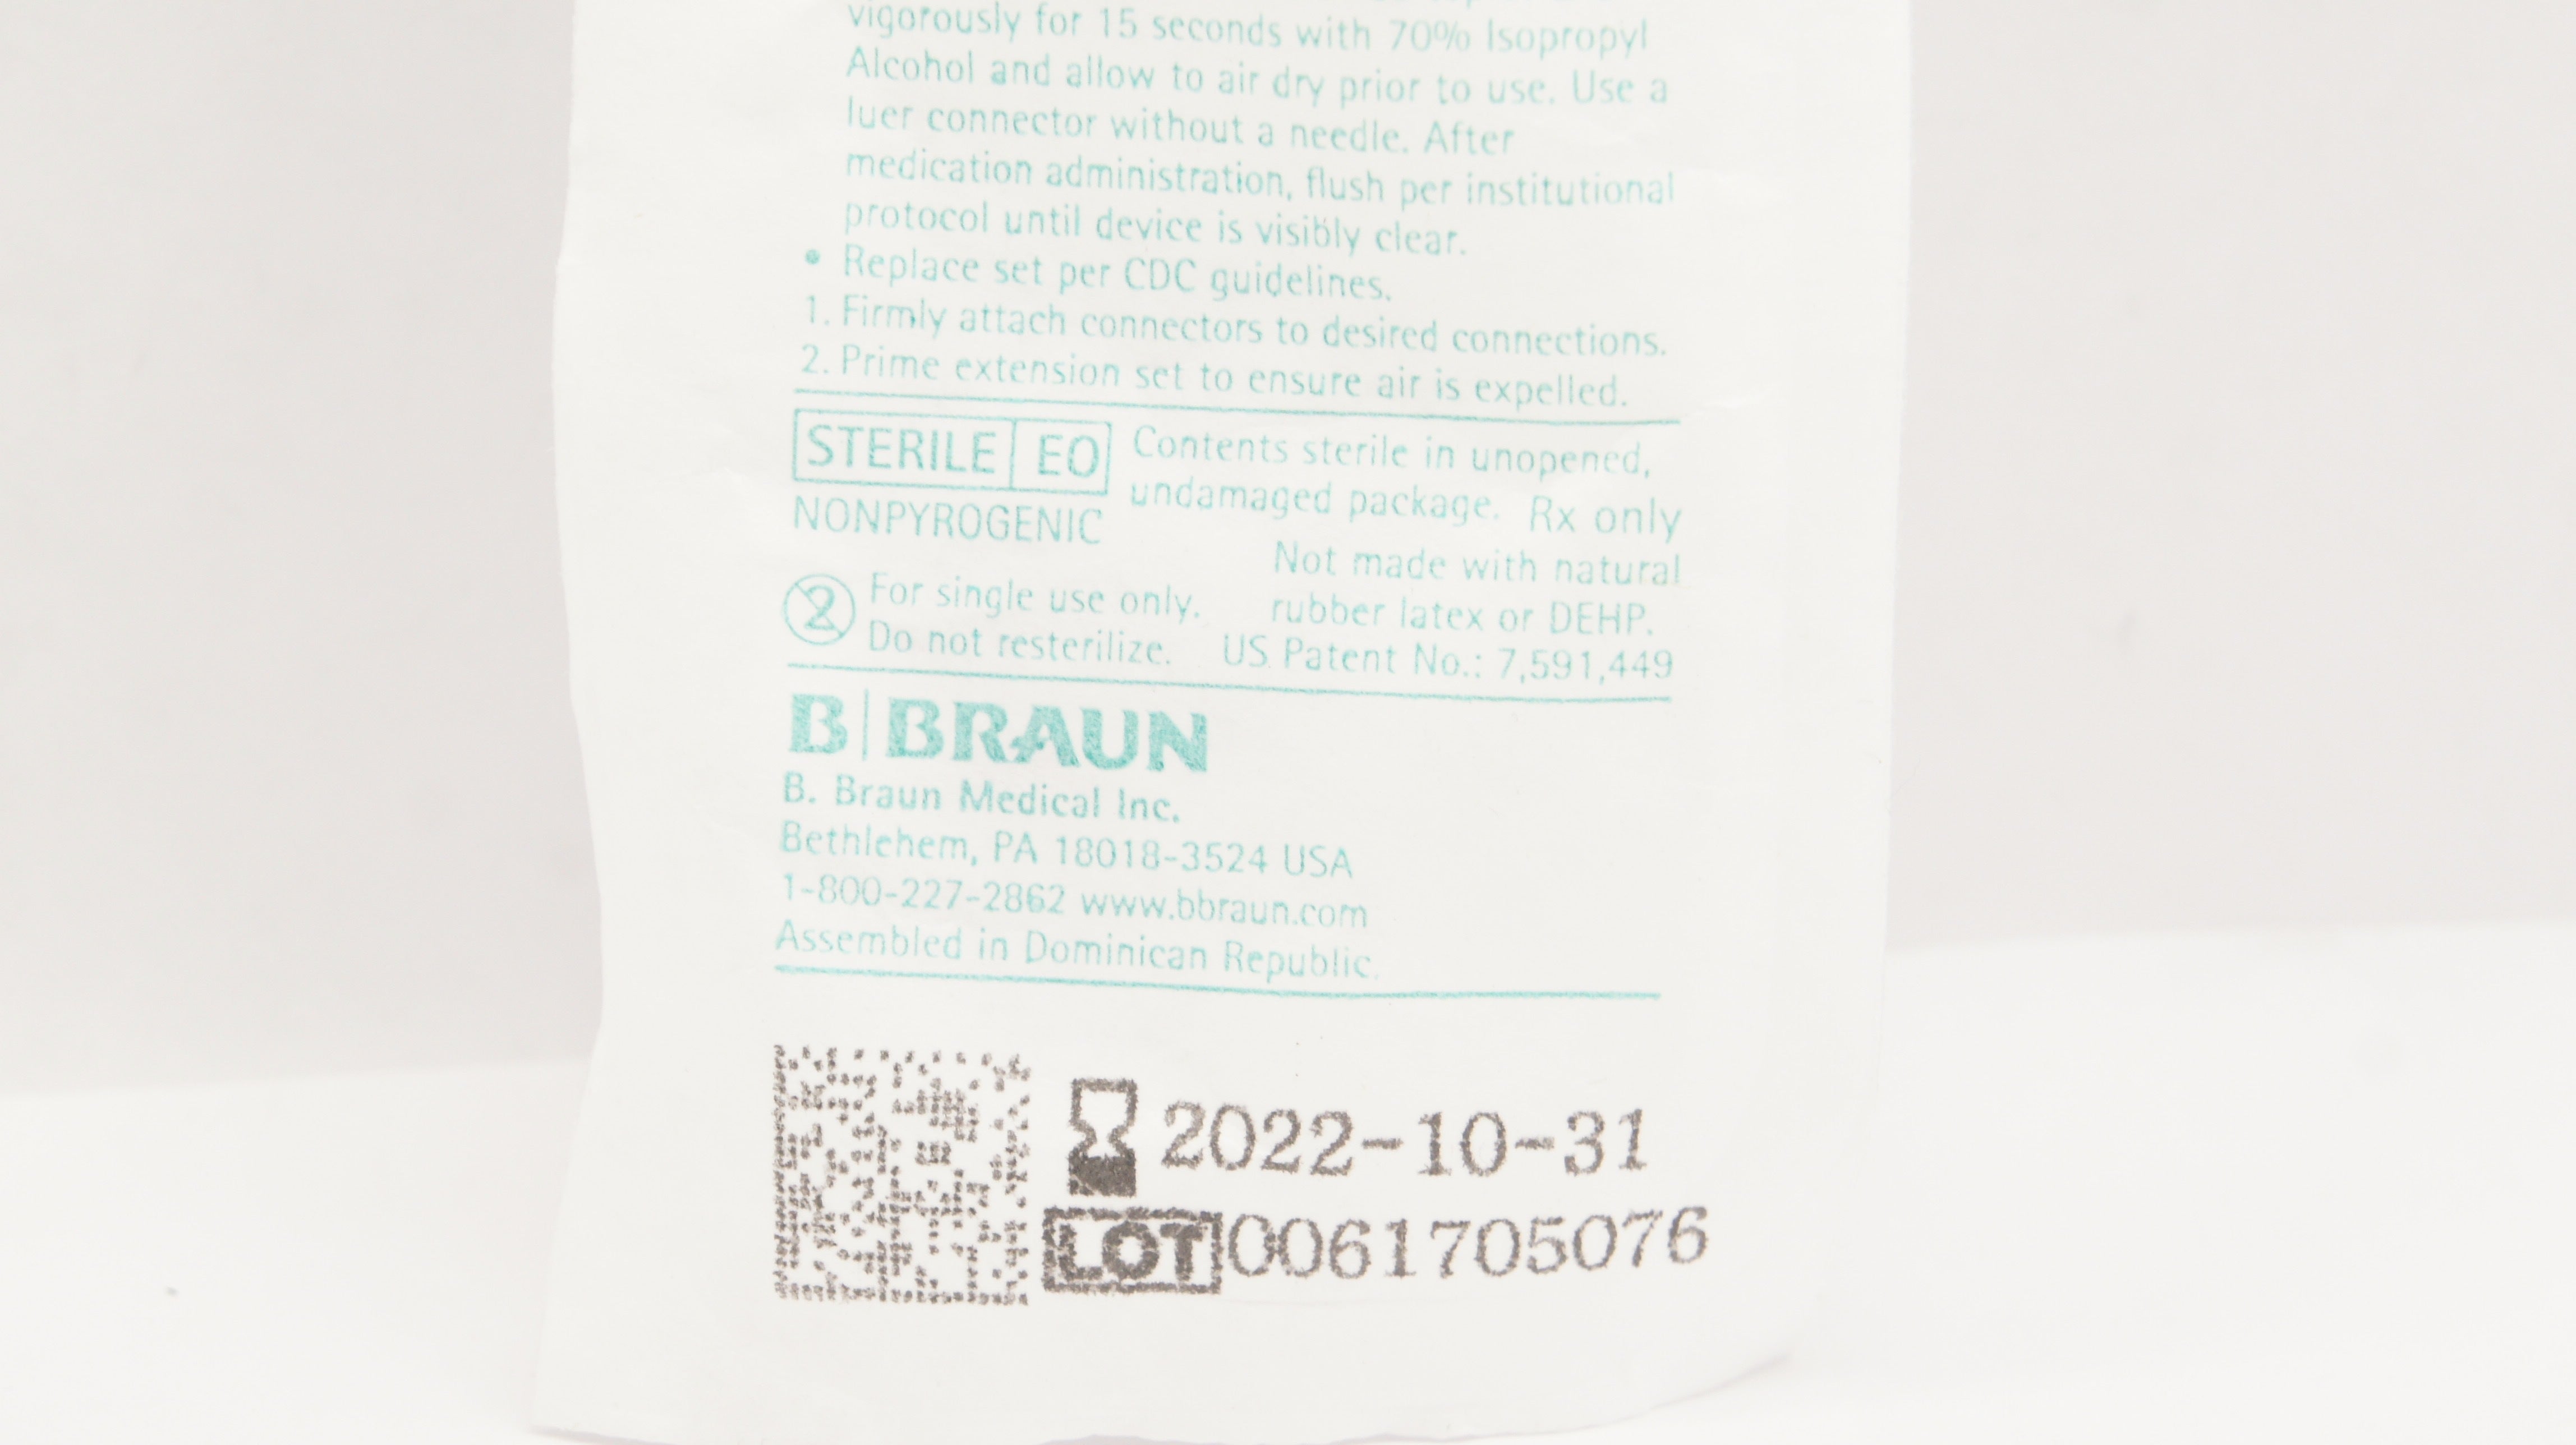 vigorously for 15 seconds with 70% Isopropyl
Alcohol and allow to air dry prior to use. Use a
luer connector without a needle. After
medication administration, flush per institutional
protocol until device is visibly clear.
• Replace set per CDC guidelines.
1. Firmly attach connectors to desired connections.
2. Prime extension set to ensure air is expelled.
STERILE EO
NONPYROGENIC
Contents sterile in unopened,
undamaged package. Rx only
2
For single use only.
Do not resterilize.
Not made with natural
rubber latex or DEHP.
US Patent No.: 7,591,449
B|BRAUN
B. Braun Medical Inc.
Bethlehem, PA 18018-3524 USA
1-800-227-2862 www.bbraun.com
Assembled in Dominican Republic.
2022-10-31
LOT 0061705076